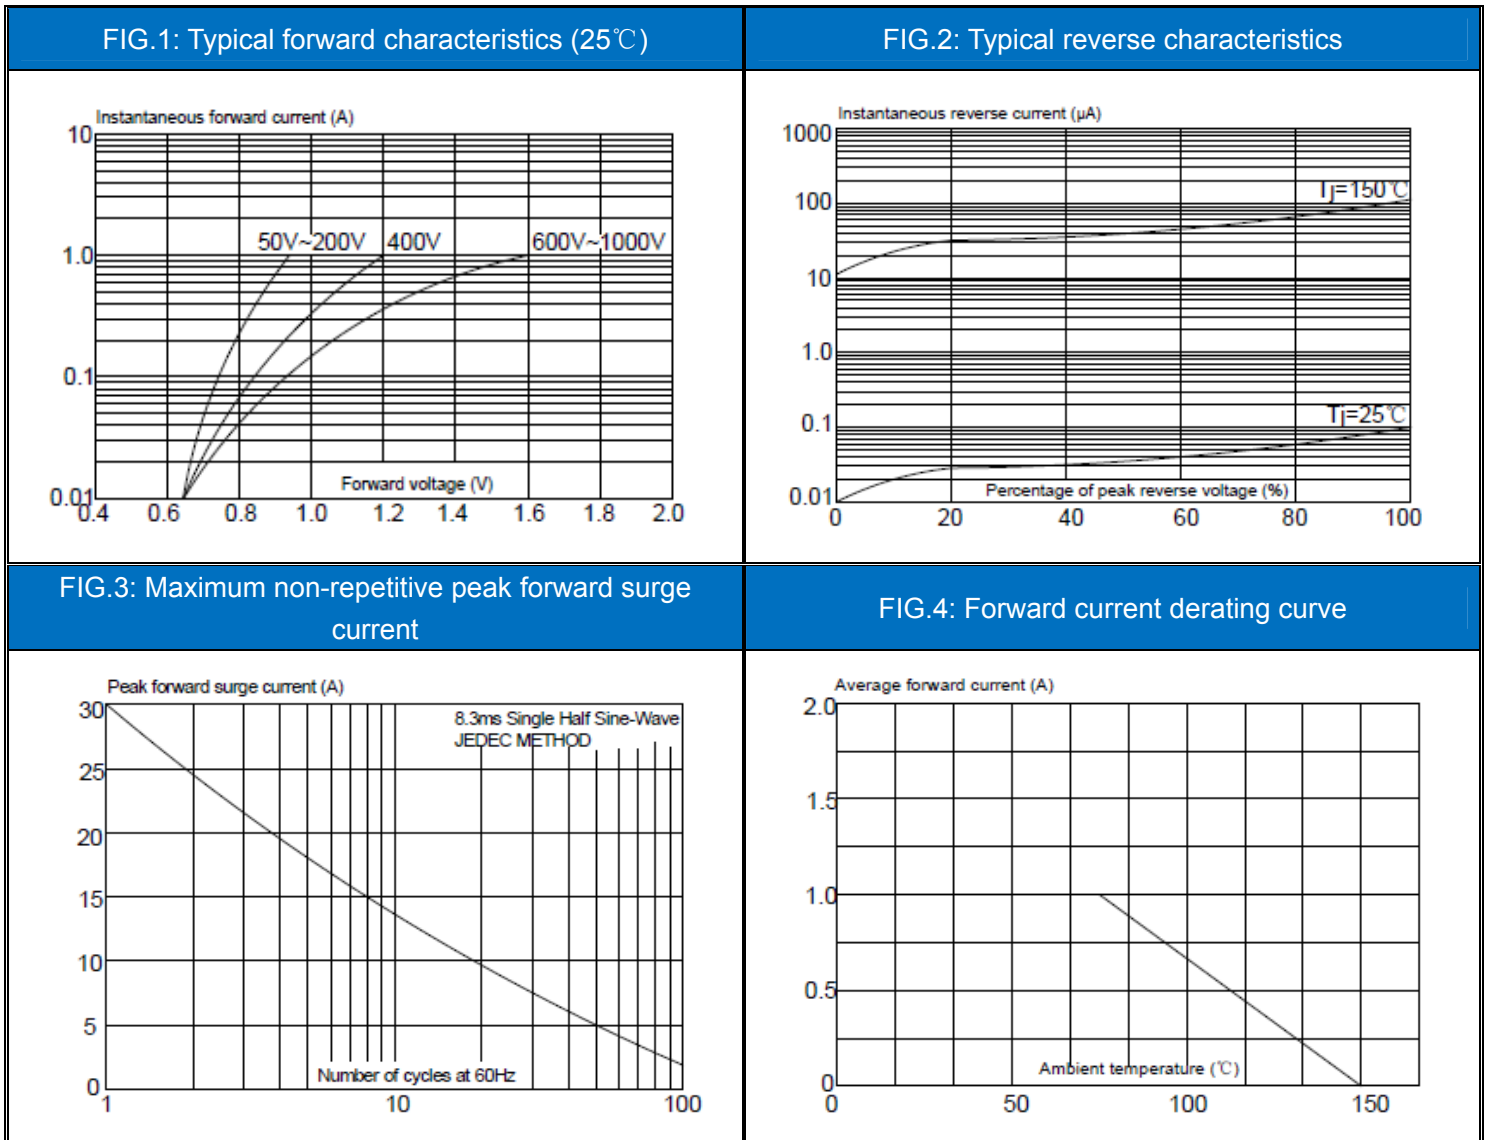 FIG.1: Typical forward characteristics (25℃)
FIG.2: Typical reverse characteristics
Instantaneous forward current (A)
10
1.0
0.1
0.01
50V~200V
400V
600V~1000V
Forward voltage (V)
0.4 0.6 0.8 1.0 1.2 1.4 1.6 1.8 2.0
Instantaneous reverse current (µA)
1000
100
10
1.0
0.1
0.01
Tj=150℃
Tj=25℃
Percentage of peak reverse voltage (%)
0 20 40 60 80 100
FIG.3: Maximum non-repetitive peak forward surge
current
FIG.4: Forward current derating curve
Peak forward surge current (A)
30
25
20
15
10
5
0
8.3ms Single Half Sine-Wave
JEDEC METHOD
Number of cycles at 60Hz
1 10 100
Average forward current (A)
2.0
1.5
1.0
0.5
0
Ambient temperature (℃)
0 50 100 150